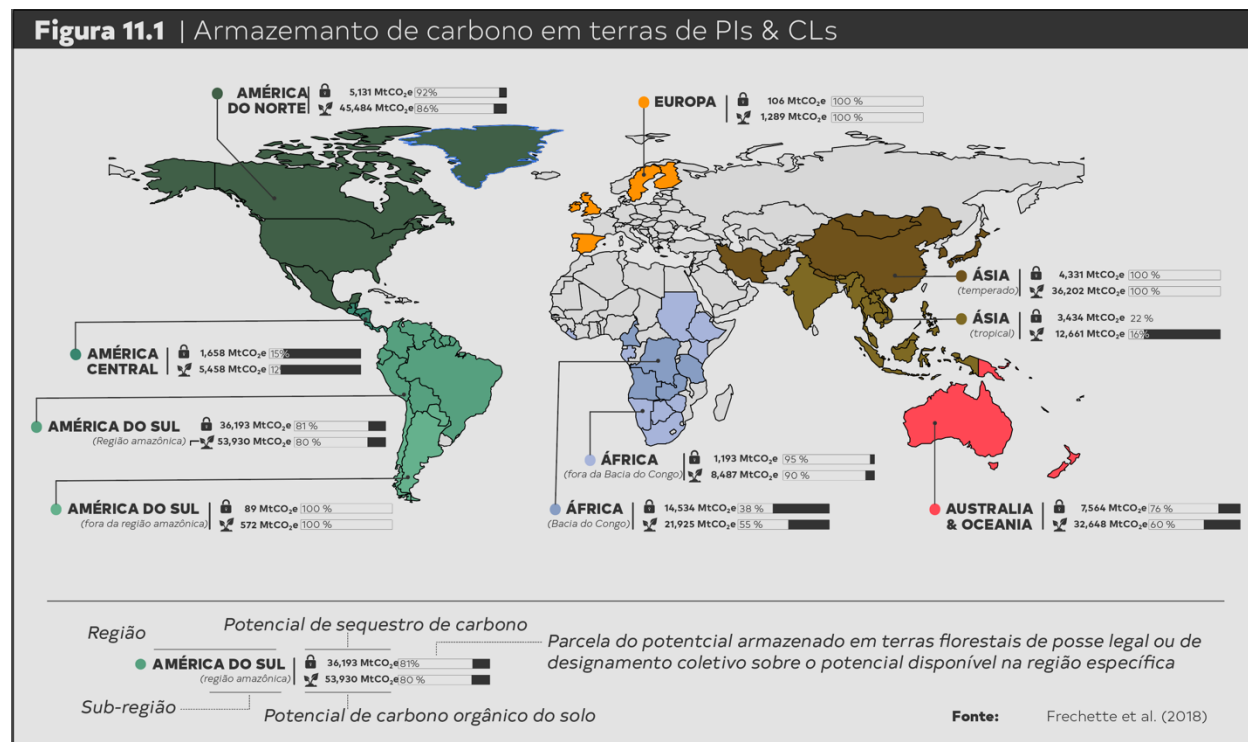 Figura 11.1 | Armazemanto de carbono em terras de PIs & CLs
AMÉRICA DO NORTE
5,131 MtCO₂e 92%
45,484 MtCO₂e 86%
EUROPA
106 MtCO₂e 100 %
1,289 MtCO₂e 100 %
ÁSIA
(temperado)
4,331 MtCO₂e 100 %
36,202 MtCO₂e 100 %
ÁSIA
(tropical)
3,434 MtCO₂e 22 %
12,661 MtCO₂e 16%
AMÉRICA CENTRAL
1,658 MtCO₂e 15%
5,458 MtCO₂e 12
AMÉRICA DO SUL
(Região amazônica)
36,193 MtCO₂e 81 %
53,930 MtCO₂e 80 %
ÁFRICA
(fora da Bacia do Congo)
1,193 MtCO₂e 95 %
8,487 MtCO₂e 90 %
AMÉRICA DO SUL
(fora da região amazônica)
89 MtCO₂e 100 %
572 MtCO₂e 100 %
ÁFRICA
(Bacia do Congo)
14,534 MtCO₂e 38 %
21,925 MtCO₂e 55 %
AUSTRALIA & OCEANIA
7,564 MtCO₂e 76 %
32,648 MtCO₂e 60 %
Região
Potencial de sequestro de carbono
AMÉRICA DO SUL
(região amazônica)
36,193 MtCO₂e 81%
53,930 MtCO₂e 80 %
Parcela do potentcial armazenado em terras florestais de posse legal ou de
designamento coletivo sobre o potencial disponível na região específica
Sub-região
Potencial de carbono orgânico do solo
Fonte: Frechette et al. (2018)